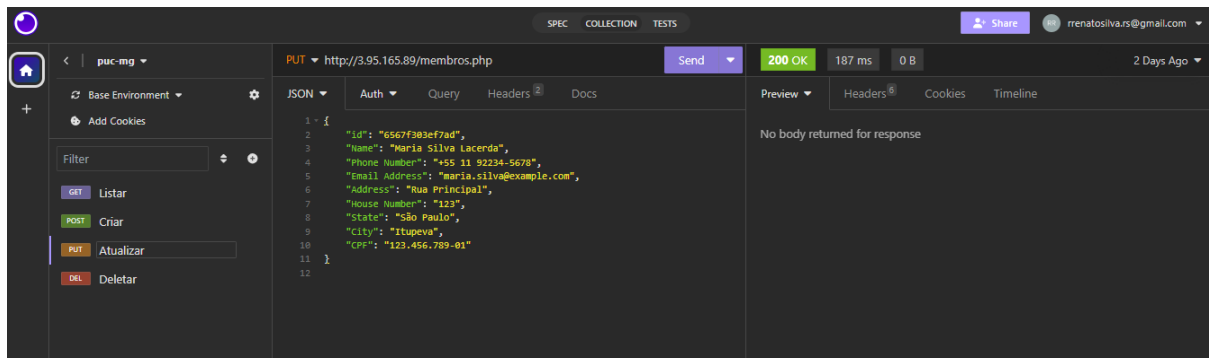 SPEC COLLECTION TESTS
Share
RR rrenatosilva.rs@gmail.com
puc-mg
Base Environment
Add Cookies
Filter
GET Listar
POST Criar
PUT Atualizar
DEL Deletar
PUT http://3.95.165.89/membros.php Send
JSON Auth Query Headers 2 Docs
1 {
2 "id": "6567f303ef7ad",
3 "Name": "Maria Silva Lacerda",
4 "Phone Number": "+55 11 92234-5678",
5 "Email Address": "maria.silva@example.com",
6 "Address": "Rua Principal",
7 "House Number": "123",
8 "State": "São Paulo",
9 "City": "Itupeva",
10 "CPF": "123.456.789-01"
11 }
12
200 OK 187 ms 0 B 2 Days Ago
Preview Headers 6 Cookies Timeline
No body returned for response